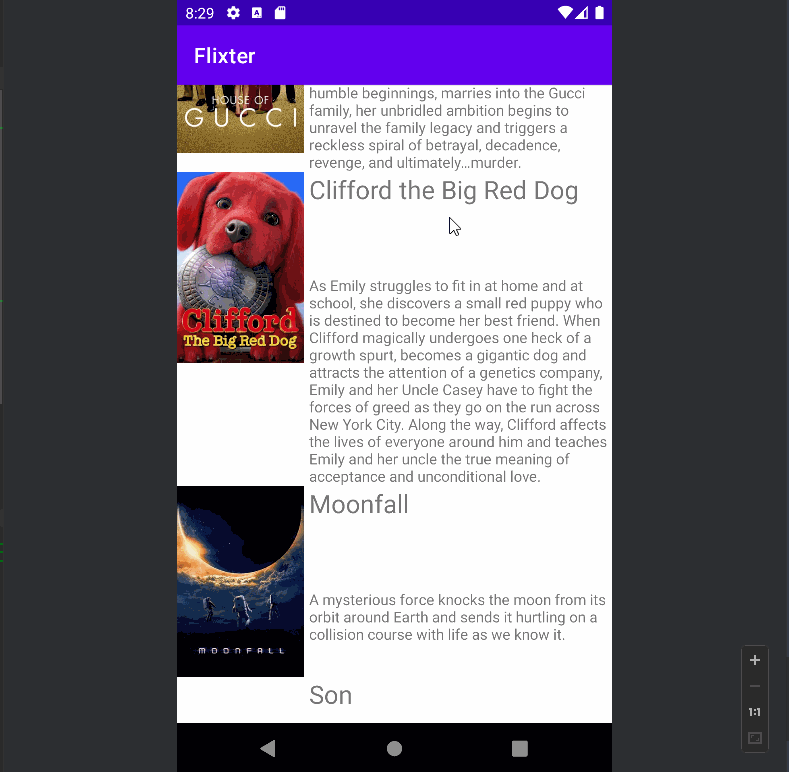 8:29
A
Flixter
HOUSE OF
GUCCI
humble beginnings, marries into the Gucci
family, her unbridled ambition begins to
unravel the family legacy and triggers a
reckless spiral of betrayal, decadence,
revenge, and ultimately…murder.
Clifford the Big Red Dog
Clifford
The Big Red Dog
As Emily struggles to fit in at home and at
school, she discovers a small red puppy who
is destined to become her best friend. When
Clifford magically undergoes one heck of a
growth spurt, becomes a gigantic dog and
attracts the attention of a genetics company,
Emily and her Uncle Casey have to fight the
forces of greed as they go on the run across
New York City. Along the way, Clifford affects
the lives of everyone around him and teaches
Emily and her uncle the true meaning of
acceptance and unconditional love.
Moonfall
MOONFALL
A mysterious force knocks the moon from its
orbit around Earth and sends it hurtling on a
collision course with life as we know it.
Son
1:1